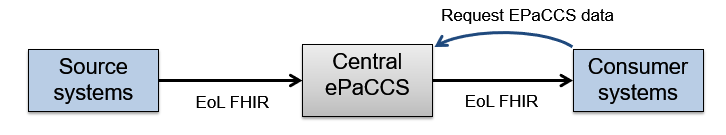 Request EPaCCS data
Source
systems
EoL FHIR
Central
ePaCCS
EoL FHIR
Consumer
systems